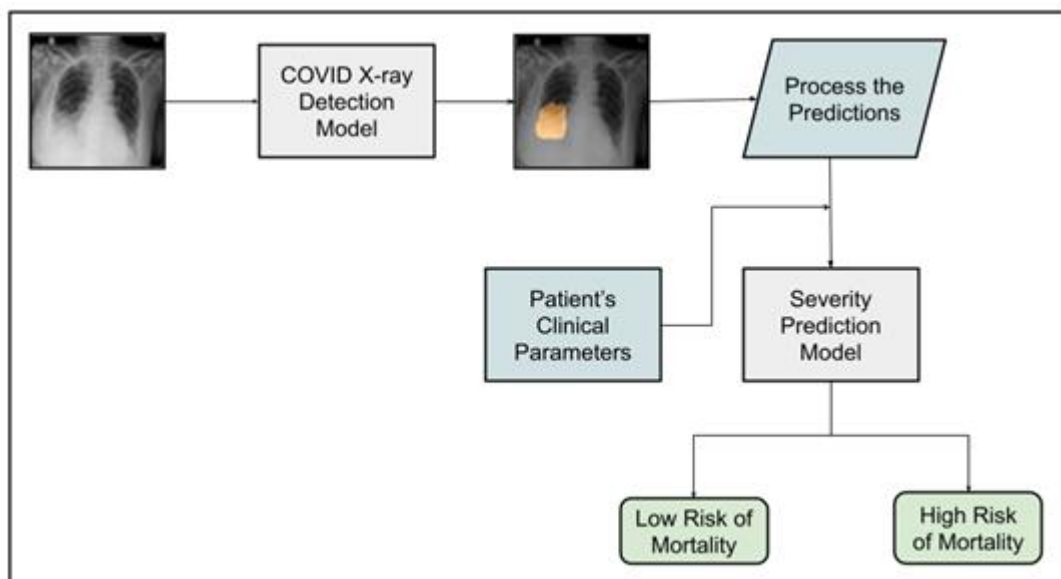 COVID X-ray
Detection
Model
Process the
Predictions
Patient's
Clinical
Parameters
Severity
Prediction
Model
Low Risk of
Mortality
High Risk
of Mortality